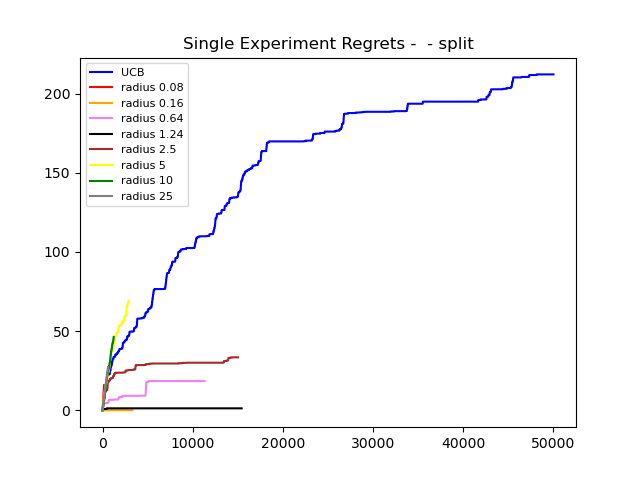 Single Experiment Regrets -  - split
UCB
radius 0.08
radius 0.16
radius 0.64
radius 1.24
radius 2.5
radius 5
radius 10
radius 25
200
150
100
50
0
0 10000 20000 30000 40000 50000